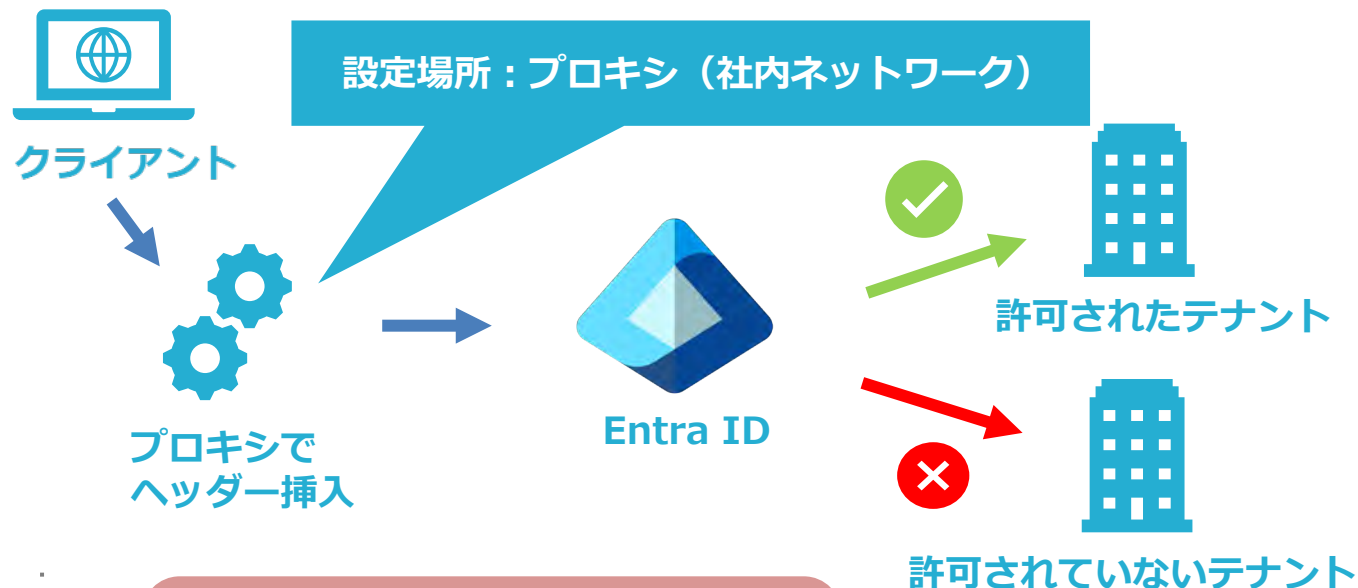 設定場所：プロキシ（社内ネットワーク）
クライアント
許可されたテナント
Entra ID
プロキシで
ヘッダー挿入
許可されていないテナント